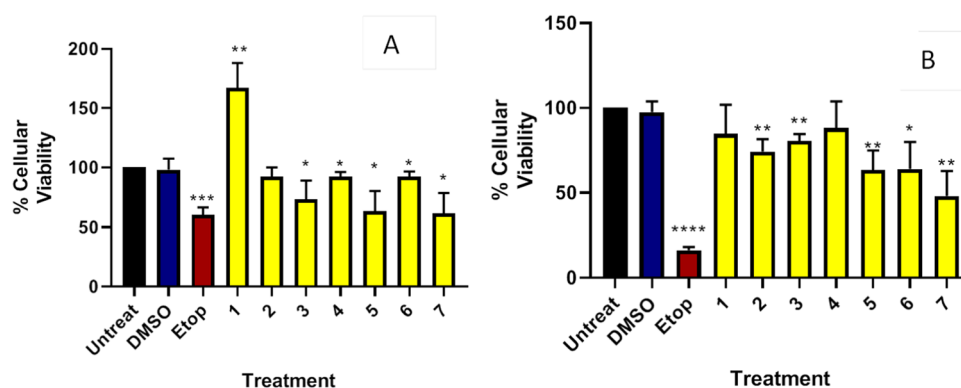 A
% Cellular
Viability
200
150
100
50
0
**
***
*
*
*
*
*
Untreat
DMSO
Etop
1
2
3
4
5
6
7
Treatment
B
% Cellular
Viability
150
100
50
0
****
**
**
**
*
**
Untreat
DMSO
Etop
1
2
3
4
5
6
7
Treatment